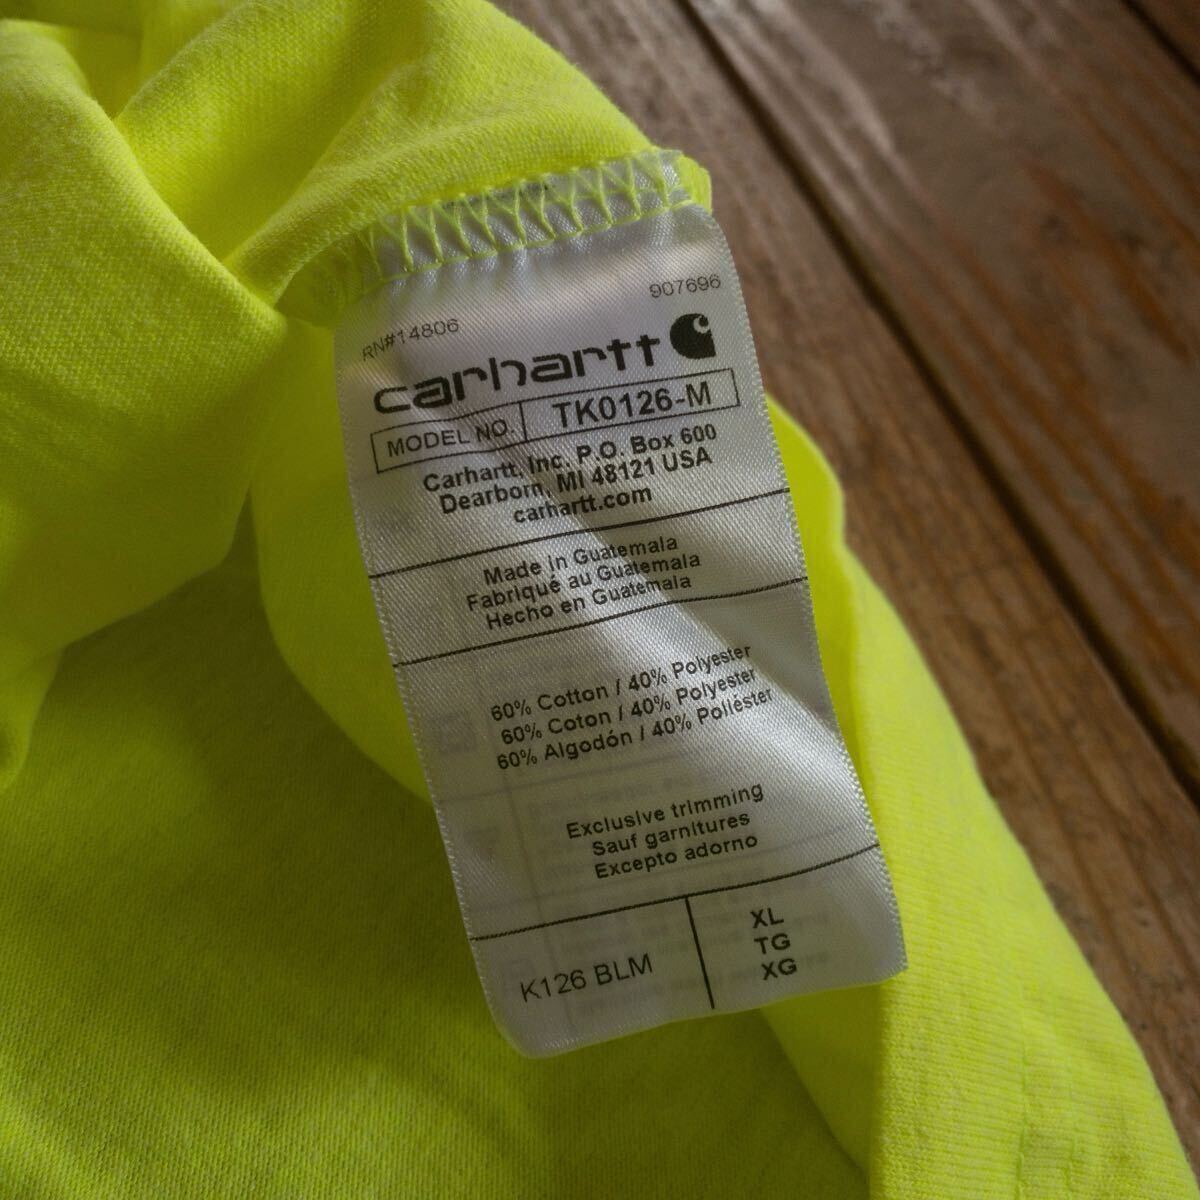 907696
RN#14806
carhartt
MODEL NO. TK0126-M
Carhartt, Inc. P.O. Box 600
Dearborn, MI 48121 USA
carhartt.com
Made in Guatemala
Fabriqué au Guatemala
Hecho en Guatemala
60% Cotton / 40% Polyester
60% Coton / 40% Polyester
60% Algodón / 40% Poliéster
Exclusive trimming
Sauf garnitures
Excepto adorno
K126 BLM
XL
TG
XG